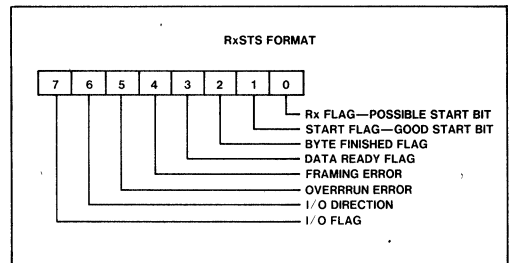 RxSTS FORMAT
7 6 5 4 3 2 1 0
Rx FLAG—POSSIBLE START BIT
START FLAG—GOOD START BIT
BYTE FINISHED FLAG
DATA READY FLAG
FRAMING ERROR
OVERRRUN ERROR
I/O DIRECTION
I/O FLAG